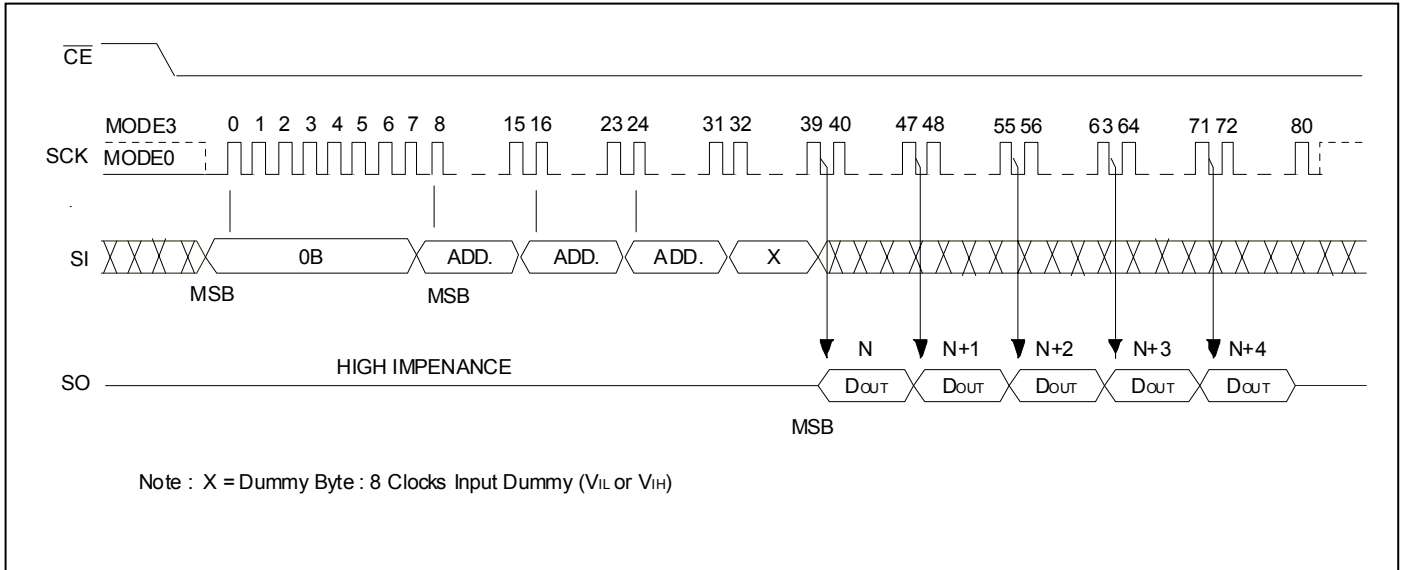 CE
MODE3 0 1 2 3 4 5 6 7 8 15 16 23 24 31 32 39 40 47 48 55 56 63 64 71 72 80
SCK MODE0
SI 0B ADD. ADD. ADD. X
MSB MSB
N N+1 N+2 N+3 N+4
HIGH IMPENANCE
SO DOUT DOUT DOUT DOUT DOUT
MSB
Note : X = Dummy Byte : 8 Clocks Input Dummy (VIL or VIH)